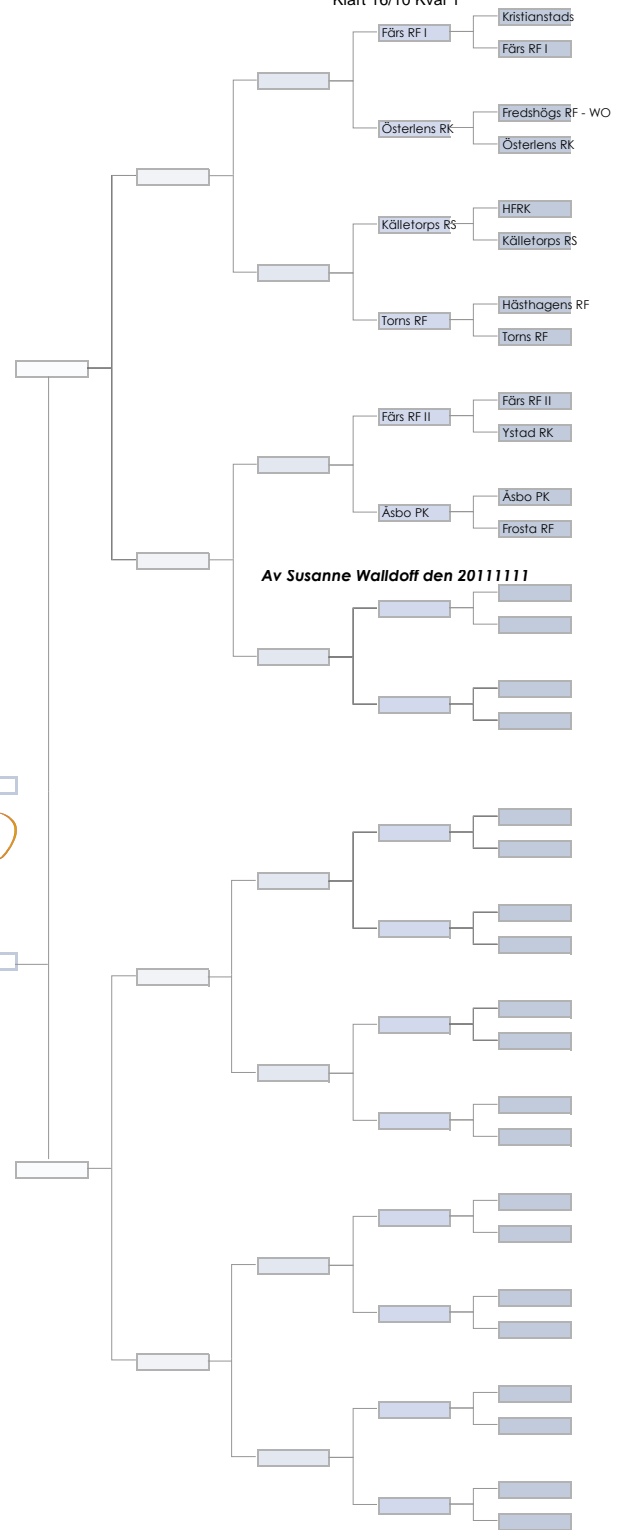 Klart 16/10 Kval 1
Kristianstads
Färs RF I
Färs RF I
Fredshögs RF - WO
Österlens RK
Österlens RK
HFRK
Källetorps RS
Källetorps RS
Hästhagens RF
Torns RF
Torns RF
Färs RF II
Färs RF II
Ystad RK
Åsbo PK
Åsbo PK
Frosta RF
Av Susanne Walldoff den 20111111